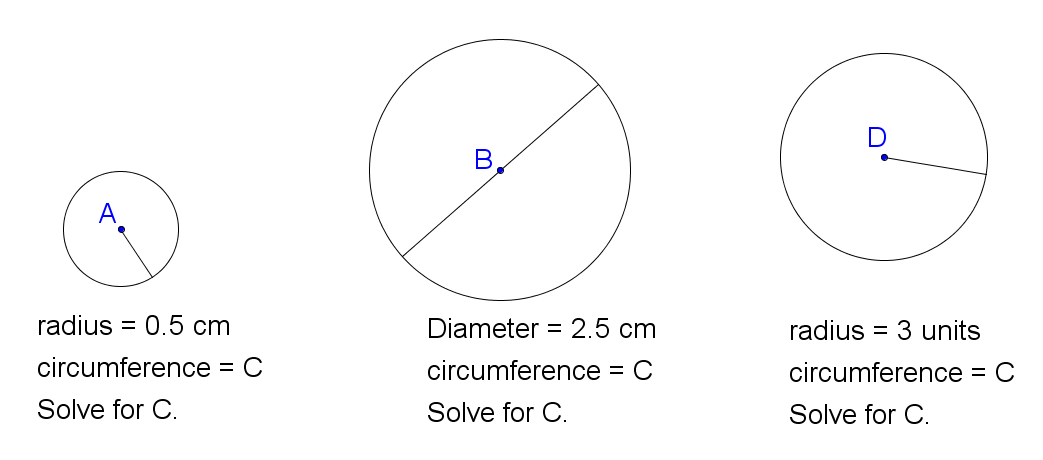 A
radius = 0.5 cm
circumference = C
Solve for C.
B
Diameter = 2.5 cm
circumference = C
Solve for C.
D
radius = 3 units
circumference = C
Solve for C.